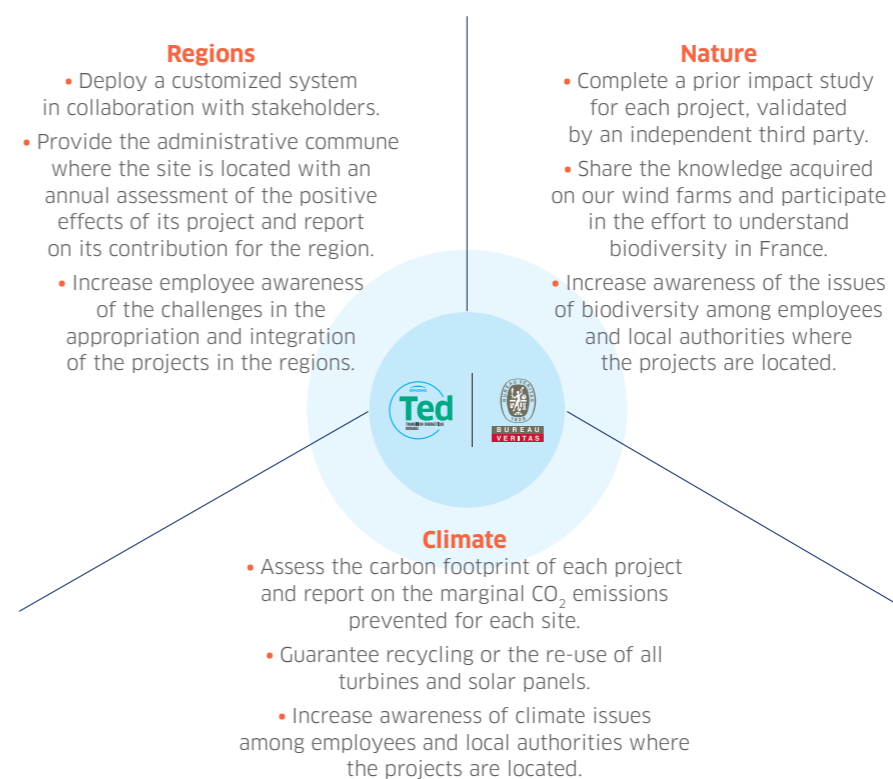 Regions
• Deploy a customized system
in collaboration with stakeholders.
• Provide the administrative commune
where the site is located with an
annual assessment of the positive
effects of its project and report
on its contribution for the region.
• Increase employee awareness
of the challenges in the
appropriation and integration
of the projects in the regions.
Nature
• Complete a prior impact study
for each project, validated
by an independent third party.
• Share the knowledge acquired
on our wind farms and participate
in the effort to understand
biodiversity in France.
• Increase awareness of the issues
of biodiversity among employees
and local authorities where
the projects are located.
Ted
BUREAU VERITAS
1828
BUREAU
VERITAS
Climate
• Assess the carbon footprint of each project
and report on the marginal CO₂ emissions
prevented for each site.
• Guarantee recycling or the re-use of all
turbines and solar panels.
• Increase awareness of climate issues
among employees and local authorities where
the projects are located.